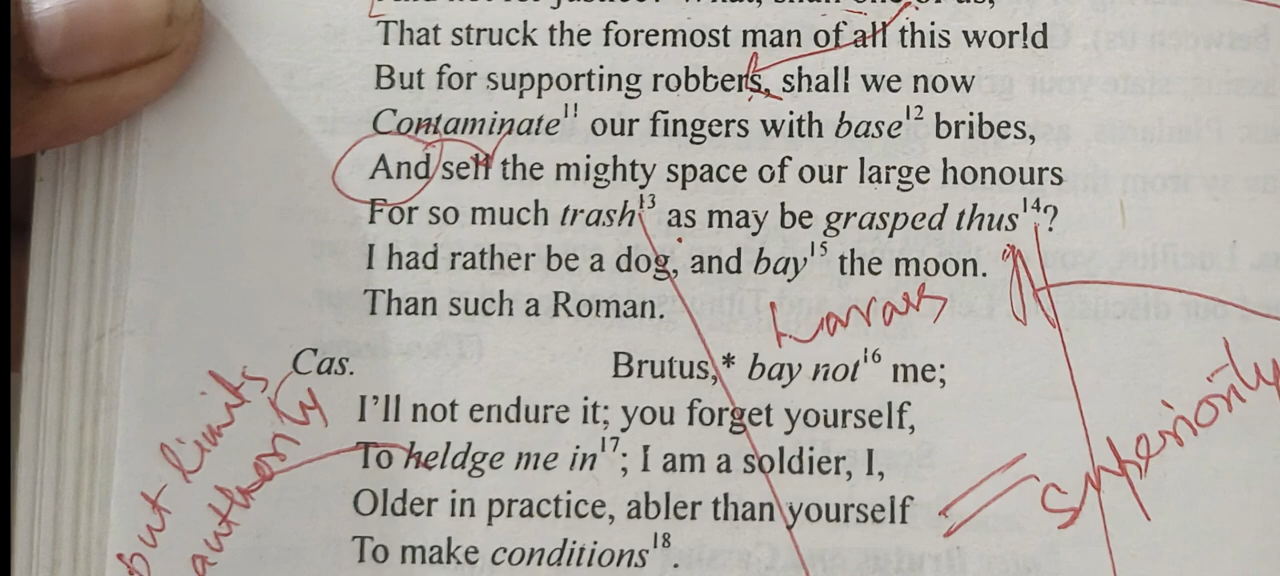 That struck the foremost man of all this world
But for supporting robbers, shall we now
Contaminate¹¹ our fingers with base¹² bribes,
And sell the mighty space of our large honours
For so much trash¹³ as may be grasped thus¹⁴?
I had rather be a dog, and bay¹⁵ the moon.
Than such a Roman.
Cas. Brutus,* bay not¹⁶ me;
I'll not endure it; you forget yourself,
To heldge me in¹⁷; I am a soldier, I,
Older in practice, abler than yourself
To make conditions¹⁸.
but limits
authority
Superiority